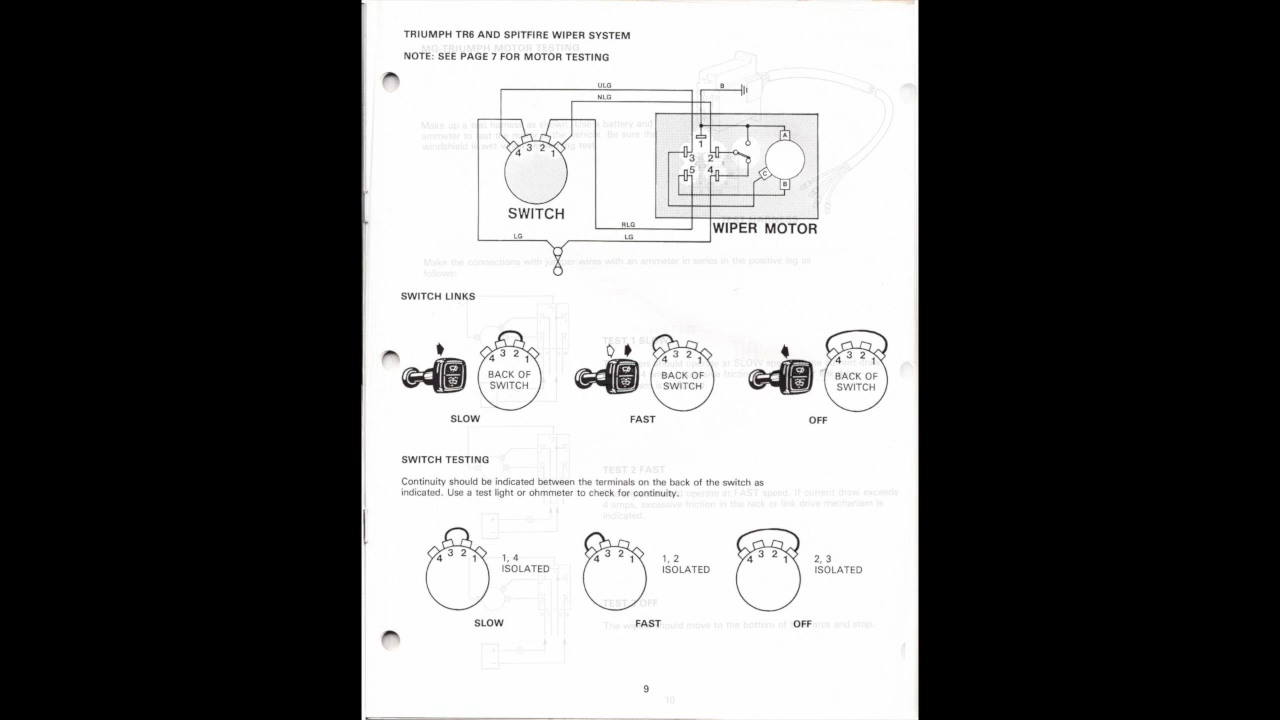 TRIUMPH TR6 AND SPITFIRE WIPER SYSTEM
NOTE: SEE PAGE 7 FOR MOTOR TESTING
ULG
B
NLG
4 3 2 1
1
3 2
5 4
A
C
B
SWITCH
RLG
WIPER MOTOR
LG
LG
SWITCH LINKS
4 3 2 1
BACK OF
SWITCH
4 3 2 1
BACK OF
SWITCH
4 3 2 1
BACK OF
SWITCH
SLOW
FAST
OFF
SWITCH TESTING
Continuity should be indicated between the terminals on the back of the switch as
indicated. Use a test light or ohmmeter to check for continuity.
4 3 2 1
1, 4
ISOLATED
4 3 2 1
1, 2
ISOLATED
4 3 2 1
2, 3
ISOLATED
SLOW
FAST
OFF
9
10